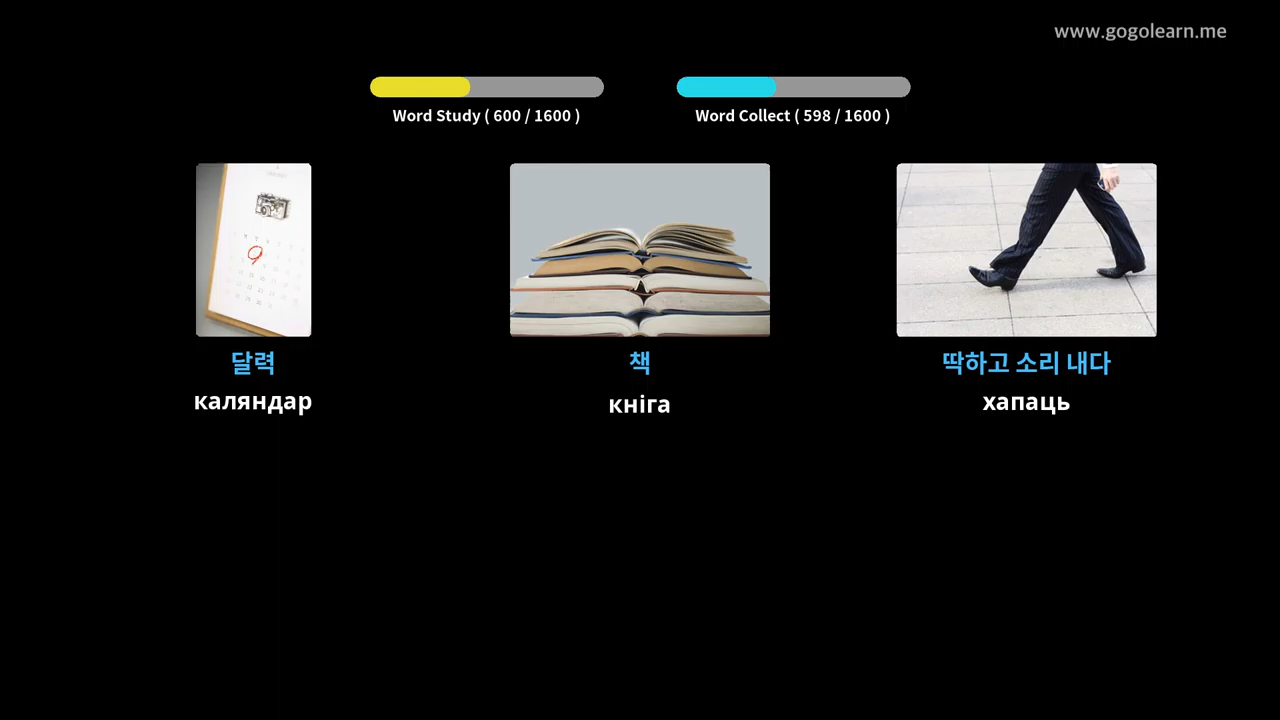 www.gogolearn.me
Word Study ( 600 / 1600 )
Word Collect ( 598 / 1600 )
달력
책
딱하고 소리 내다
каляндар
кніга
хапаць